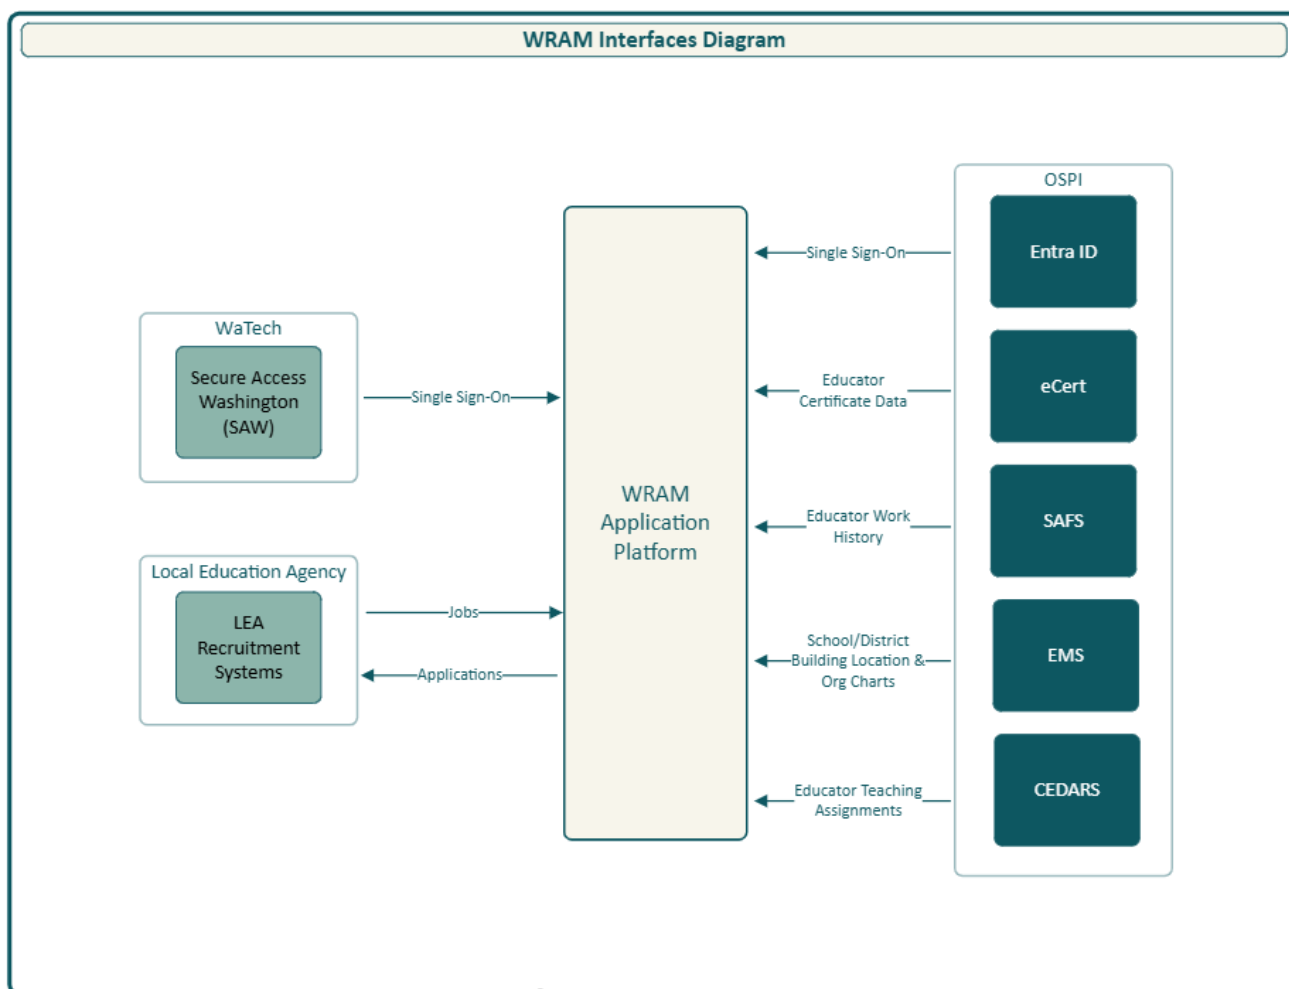 WRAM Interfaces Diagram
WaTech
Secure Access
Washington
(SAW)
Single Sign-On
Local Education Agency
LEA
Recruitment
Systems
Jobs
Applications
WRAM
Application
Platform
OSPI
Single Sign-On
Entra ID
Educator
Certificate Data
eCert
Educator Work
History
SAFS
School/District
Building Location &
Org Charts
EMS
Educator Teaching
Assignments
CEDARS